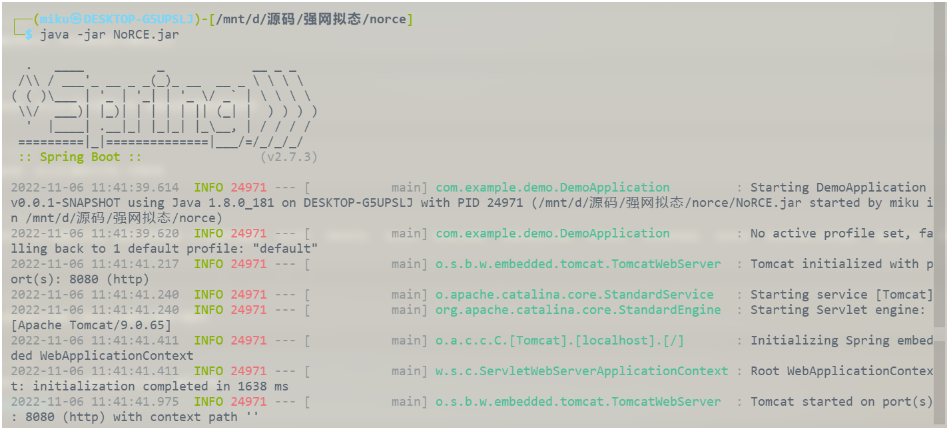 ┌──(miku㉿DESKTOP-G5UPSLJ)-[/mnt/d/源码/强网拟态/norce]
└─$ java -jar NoRCE.jar
  .   ____          _            __ _ _
 /\\ / ___'_ __ _ _(_)_ __  __ _ \ \ \ \
( ( )\___ | '_ | '_| | '_ \/ _` | \ \ \ \
 \\/  ___)| |_)| | | | | || (_| |  ) ) ) )
  '  |____| .__|_| |_|_| |_\__, | / / / /
 =========|_|==============|___/=/_/_/_/
 :: Spring Boot ::                (v2.7.3)
2022-11-06 11:41:39.614  INFO 24971 --- [           main] com.example.demo.DemoApplication         : Starting DemoApplication
v0.0.1-SNAPSHOT using Java 1.8.0_181 on DESKTOP-G5UPSLJ with PID 24971 (/mnt/d/源码/强网拟态/norce/NoRCE.jar started by miku i
n /mnt/d/源码/强网拟态/norce)
2022-11-06 11:41:39.620  INFO 24971 --- [           main] com.example.demo.DemoApplication         : No active profile set, fa
lling back to 1 default profile: "default"
2022-11-06 11:41:41.217  INFO 24971 --- [           main] o.s.b.w.embedded.tomcat.TomcatWebServer  : Tomcat initialized with p
ort(s): 8080 (http)
2022-11-06 11:41:41.240  INFO 24971 --- [           main] o.apache.catalina.core.StandardService   : Starting service [Tomcat]
2022-11-06 11:41:41.240  INFO 24971 --- [           main] org.apache.catalina.core.StandardEngine  : Starting Servlet engine:
[Apache Tomcat/9.0.65]
2022-11-06 11:41:41.411  INFO 24971 --- [           main] o.a.c.c.C.[Tomcat].[localhost].[/]       : Initializing Spring embed
ded WebApplicationContext
2022-11-06 11:41:41.411  INFO 24971 --- [           main] w.s.c.ServletWebServerApplicationContext : Root WebApplicationContex
t: initialization completed in 1638 ms
2022-11-06 11:41:41.975  INFO 24971 --- [           main] o.s.b.w.embedded.tomcat.TomcatWebServer  : Tomcat started on port(s)
: 8080 (http) with context path ''